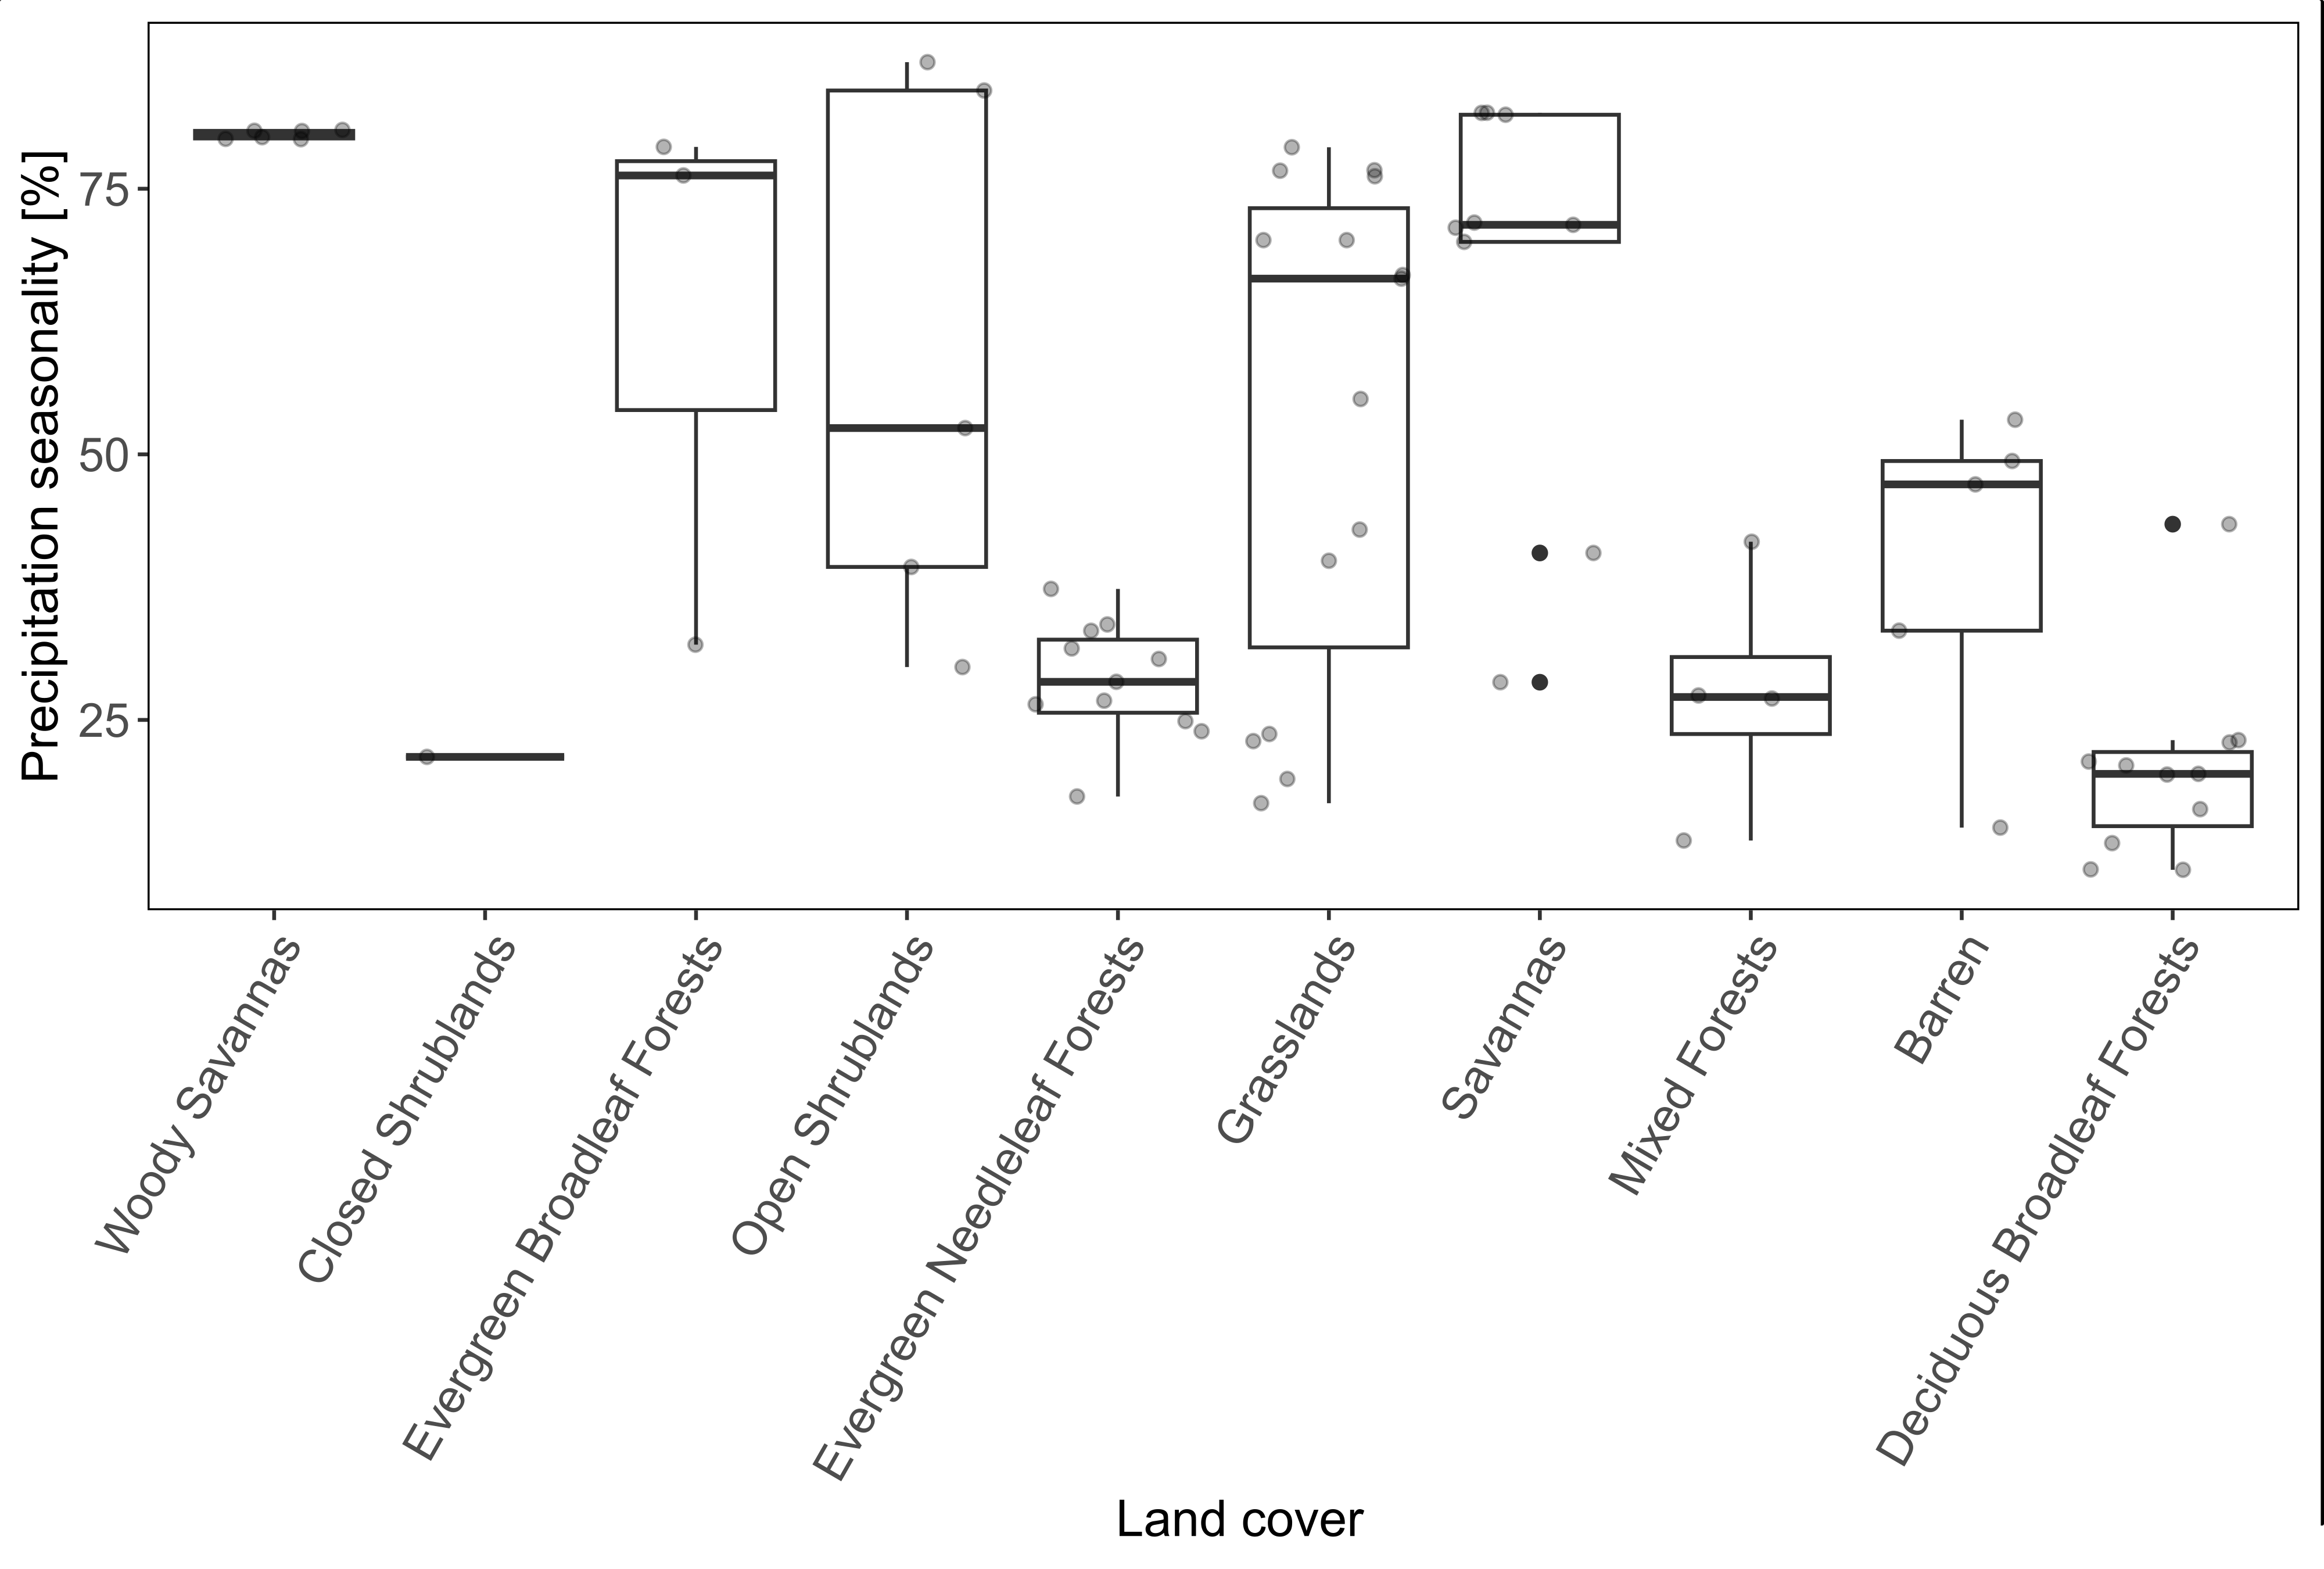 Precipitation seasonality [%]
75
50
25
Woody Savannas
Closed Shrublands
Evergreen Broadleaf Forests
Open Shrublands
Evergreen Needleleaf Forests
Grasslands
Savannas
Mixed Forests
Barren
Deciduous Broadleaf Forests
Land cover